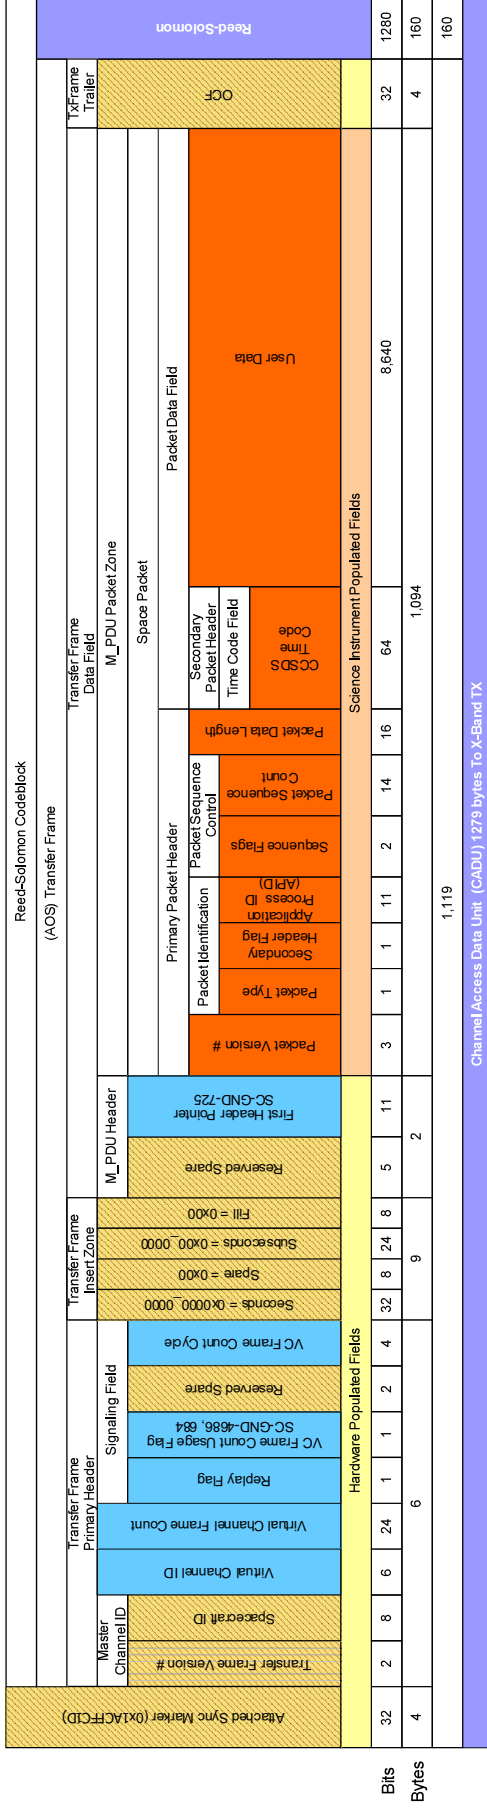 Reed-Solomon Codeblock
(AOS) Transfer Frame
Reed-Solomon
Transfer Frame
Primary Header
Transfer Frame
Insert Zone
Transfer Frame
Data Field
TxFrame
Trailer
Master
Channel ID
Signaling Field
M_PDU Header
M_PDU Packet Zone
Space Packet
Primary Packet Header
Packet Data Field
Packet Identification
Packet Sequence
Control
Secondary
Packet Header
Time Code Field
Attached Sync Marker (0x1ACFFC1D)
Transfer Frame Version #
Spacecraft ID
Virtual Channel ID
Virtual Channel Frame Count
Replay Flag
VC Frame Count Usage Flag
SC-GND-4686, 684
Reserved Spare
VC Frame Count Cycle
Seconds = 0x0000_0000
Spare = 0x00
Subseconds = 0x00_0000
Fill = 0x00
Reserved Spare
First Header Pointer
SC-GND-725
Packet Version #
Packet Type
Secondary
Header Flag
Application
Process ID
(APID)
Sequence Flags
Packet Sequence
Count
Packet Data Length
CCSDS
Time
Code
User Data
OCF
Hardware Populated Fields
Science Instrument Populated Fields
Bits
32
2
8
6
24
1
1
2
4
32
8
24
8
5
11
3
1
1
11
2
14
16
64
8,640
32
1280
Bytes
4
6
9
2
1,094
4
160
1,119
160
Channel Access Data Unit (CADU) 1279 bytes To X-Band TX